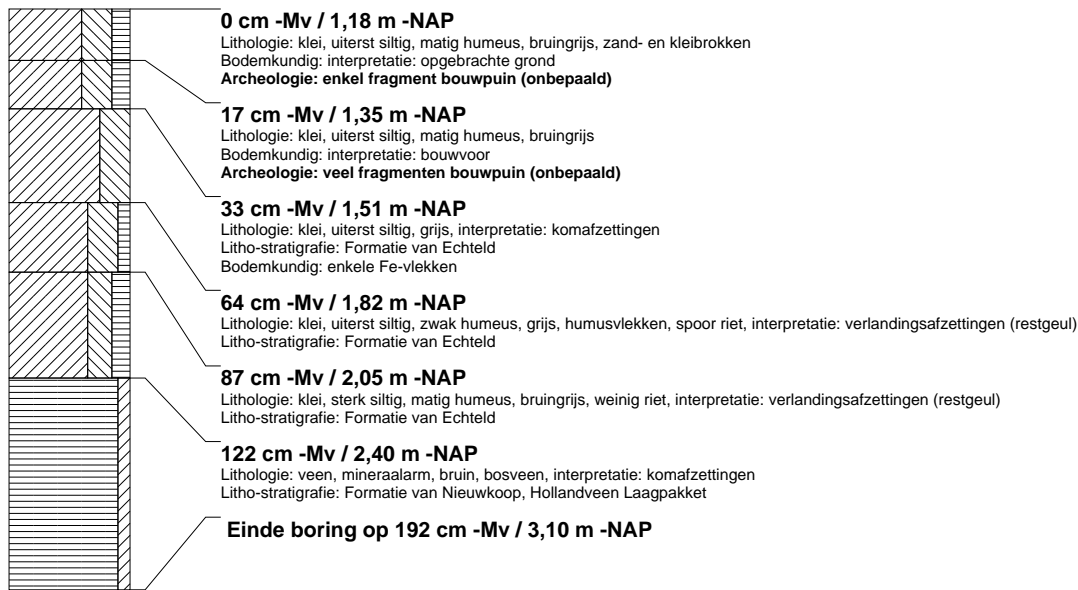 0 cm -Mv / 1,18 m -NAP
Lithologie: klei, uiterst siltig, matig humeus, bruingrijs, zand- en kleibrokken
Bodemkundig: interpretatie: opgebrachte grond
Archeologie: enkel fragment bouwpuin (onbepaald)
17 cm -Mv / 1,35 m -NAP
Lithologie: klei, uiterst siltig, matig humeus, bruingrijs
Bodemkundig: interpretatie: bouwvoor
Archeologie: veel fragmenten bouwpuin (onbepaald)
33 cm -Mv / 1,51 m -NAP
Lithologie: klei, uiterst siltig, grijs, interpretatie: komafzettingen
Litho-stratigrafie: Formatie van Echteld
Bodemkundig: enkele Fe-vlekken
64 cm -Mv / 1,82 m -NAP
Lithologie: klei, uiterst siltig, zwak humeus, grijs, humusvlekken, spoor riet, interpretatie: verlandingsafzettingen (restgeul)
Litho-stratigrafie: Formatie van Echteld
87 cm -Mv / 2,05 m -NAP
Lithologie: klei, sterk siltig, matig humeus, bruingrijs, weinig riet, interpretatie: verlandingsafzettingen (restgeul)
Litho-stratigrafie: Formatie van Echteld
122 cm -Mv / 2,40 m -NAP
Lithologie: veen, mineraalarm, bruin, bosveen, interpretatie: komafzettingen
Litho-stratigrafie: Formatie van Nieuwkoop, Hollandveen Laagpakket
Einde boring op 192 cm -Mv / 3,10 m -NAP